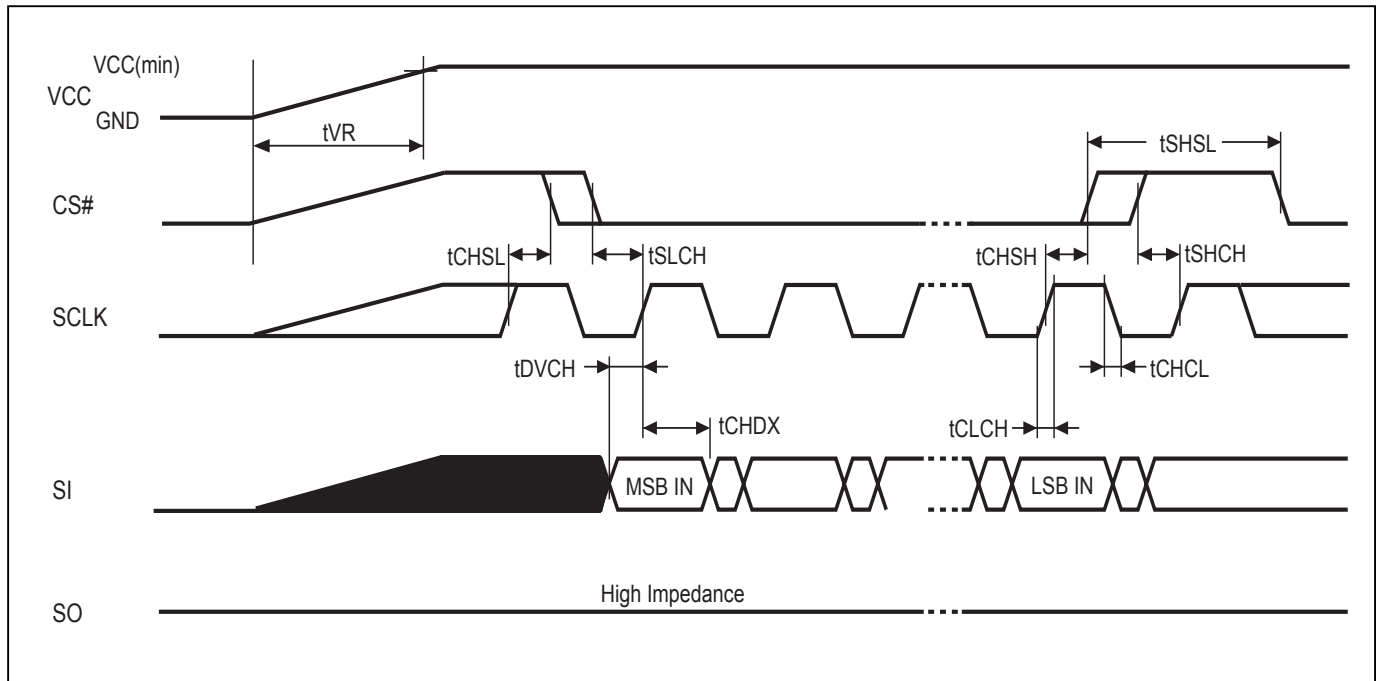 VCC(min)
VCC
GND
tVR
tSHSL
CS#
tCHSL
tSLCH
tCHSH
tSHCH
SCLK
tDVCH
tCHCL
tCHDX
tCLCH
SI
MSB IN
LSB IN
High Impedance
SO